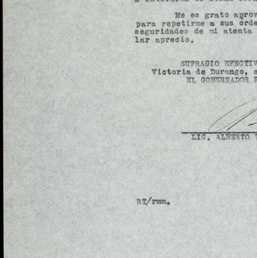 Me es grato aprov
para repetirme a sus orde
seguridades de mi atenta
lar aprecio.
SUFRAGIO EFECTIV
Victoria de Durango, a
EL GOBERNADOR
LIC. ALBERTO
RT/rmm.